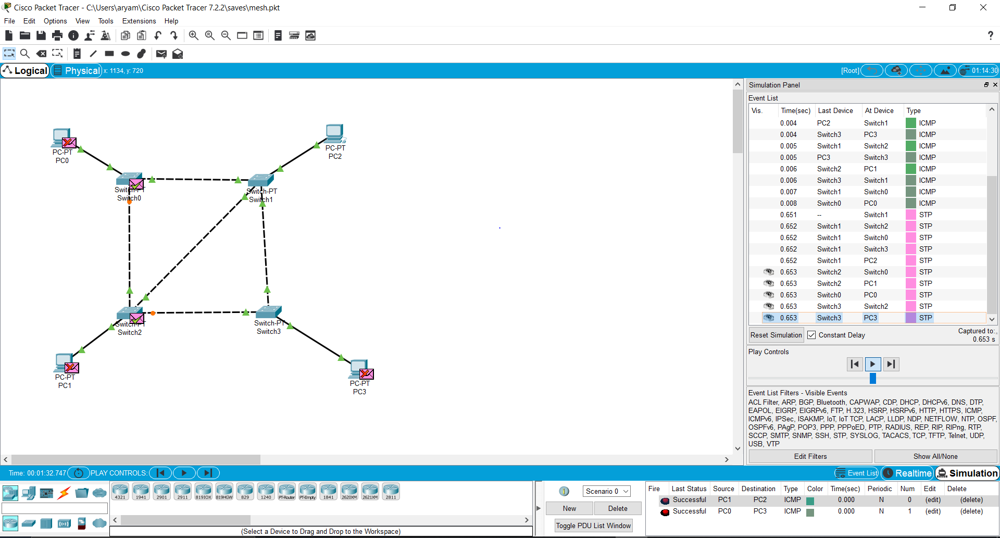 Cisco Packet Tracer - C:\Users\aryam\Cisco Packet Tracer 7.2.2\saves\mesh.pkt
File Edit Options View Tools Extensions Help
?
Logical Physical x: 1134, y: 720 [Root] 01:14:30
PC-PT
PC0
PC-PT
PC2
Switch-PT
Switch0
Switch-PT
Switch1
Switch-PT
Switch2
Switch-PT
Switch3
PC-PT
PC1
PC-PT
PC3
Simulation Panel
Event List
Vis. Time(sec) Last Device At Device Type
0.004 PC2 Switch1 ICMP
0.004 Switch3 PC3 ICMP
0.005 Switch1 Switch2 ICMP
0.005 PC3 Switch3 ICMP
0.006 Switch2 PC1 ICMP
0.006 Switch3 Switch1 ICMP
0.007 Switch1 Switch0 ICMP
0.008 Switch0 PC0 ICMP
0.651 -- Switch1 STP
0.652 Switch1 Switch2 STP
0.652 Switch1 Switch0 STP
0.652 Switch1 Switch3 STP
0.652 Switch1 PC2 STP
0.653 Switch2 Switch0 STP
0.653 Switch2 PC1 STP
0.653 Switch0 PC0 STP
0.653 Switch3 Switch2 STP
0.653 Switch3 PC3 STP
Reset Simulation Constant Delay Captured to:
0.653 s
Play Controls
Event List Filters - Visible Events
ACL Filter, ARP, BGP, Bluetooth, CAPWAP, CDP, DHCP, DHCPv6, DNS, DTP,
EAPOL, EIGRP, EIGRPv6, FTP, H.323, HSRP, HSRPv6, HTTP, HTTPS, ICMP,
ICMPv6, IPSec, ISAKMP, IoT, IoT TCP, LACP, LLDP, NDP, NETFLOW, NTP, OSPF,
OSPFv6, PAgP, POP3, PPP, PPPoED, PTP, RADIUS, REP, RIP, RIPng, RTP,
SCCP, SMTP, SNMP, SSH, STP, SYSLOG, TACACS, TCP, TFTP, Telnet, UDP,
USB, VTP
Edit Filters Show All/None
Time: 00:01:32.747 PLAY CONTROLS: Event List Realtime Simulation
4321 1941 2901 2911 819IOX 819HGW 829 1240 PT-Router PT-Empty 1841 2620XM 2621XM 2811
(Select a Device to Drag and Drop to the Workspace)
1 Scenario 0
New Delete
Toggle PDU List Window
Fire Last Status Source Destination Type Color Time(sec) Periodic Num Edit Delete
Successful PC1 PC2 ICMP 0.000 N 0 (edit) (delete)
Successful PC0 PC3 ICMP 0.000 N 1 (edit) (delete)